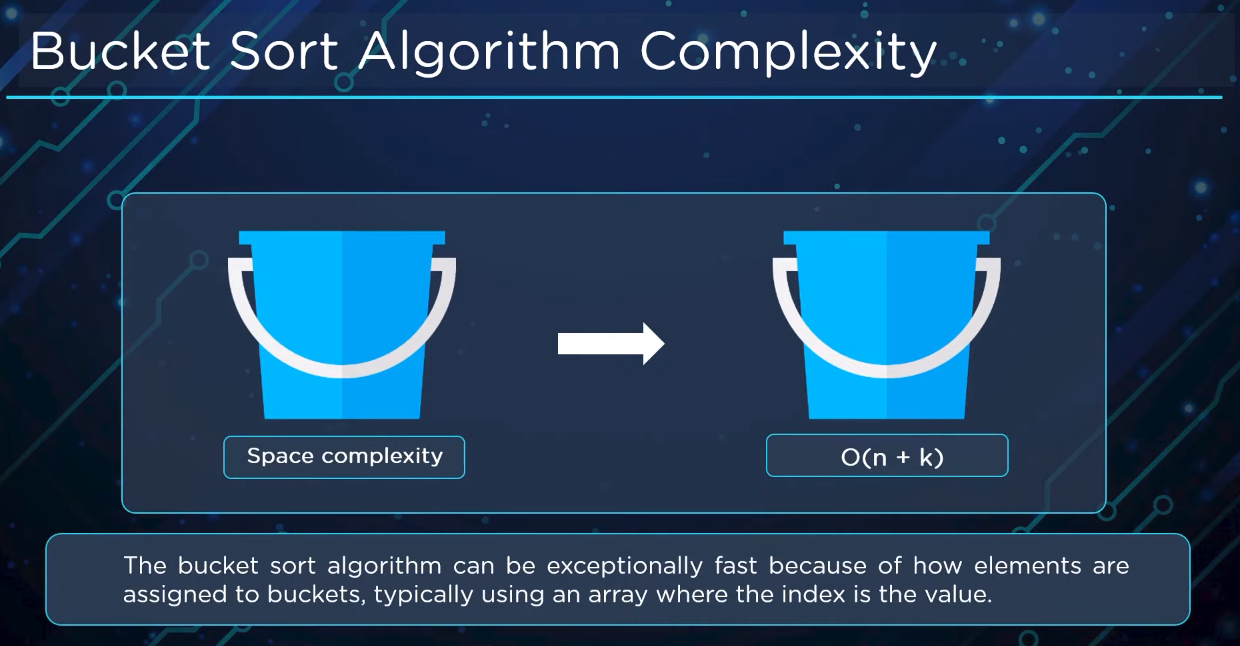 Bucket Sort Algorithm Complexity
Space complexity
O(n + k)
The bucket sort algorithm can be exceptionally fast because of how elements are
assigned to buckets, typically using an array where the index is the value.